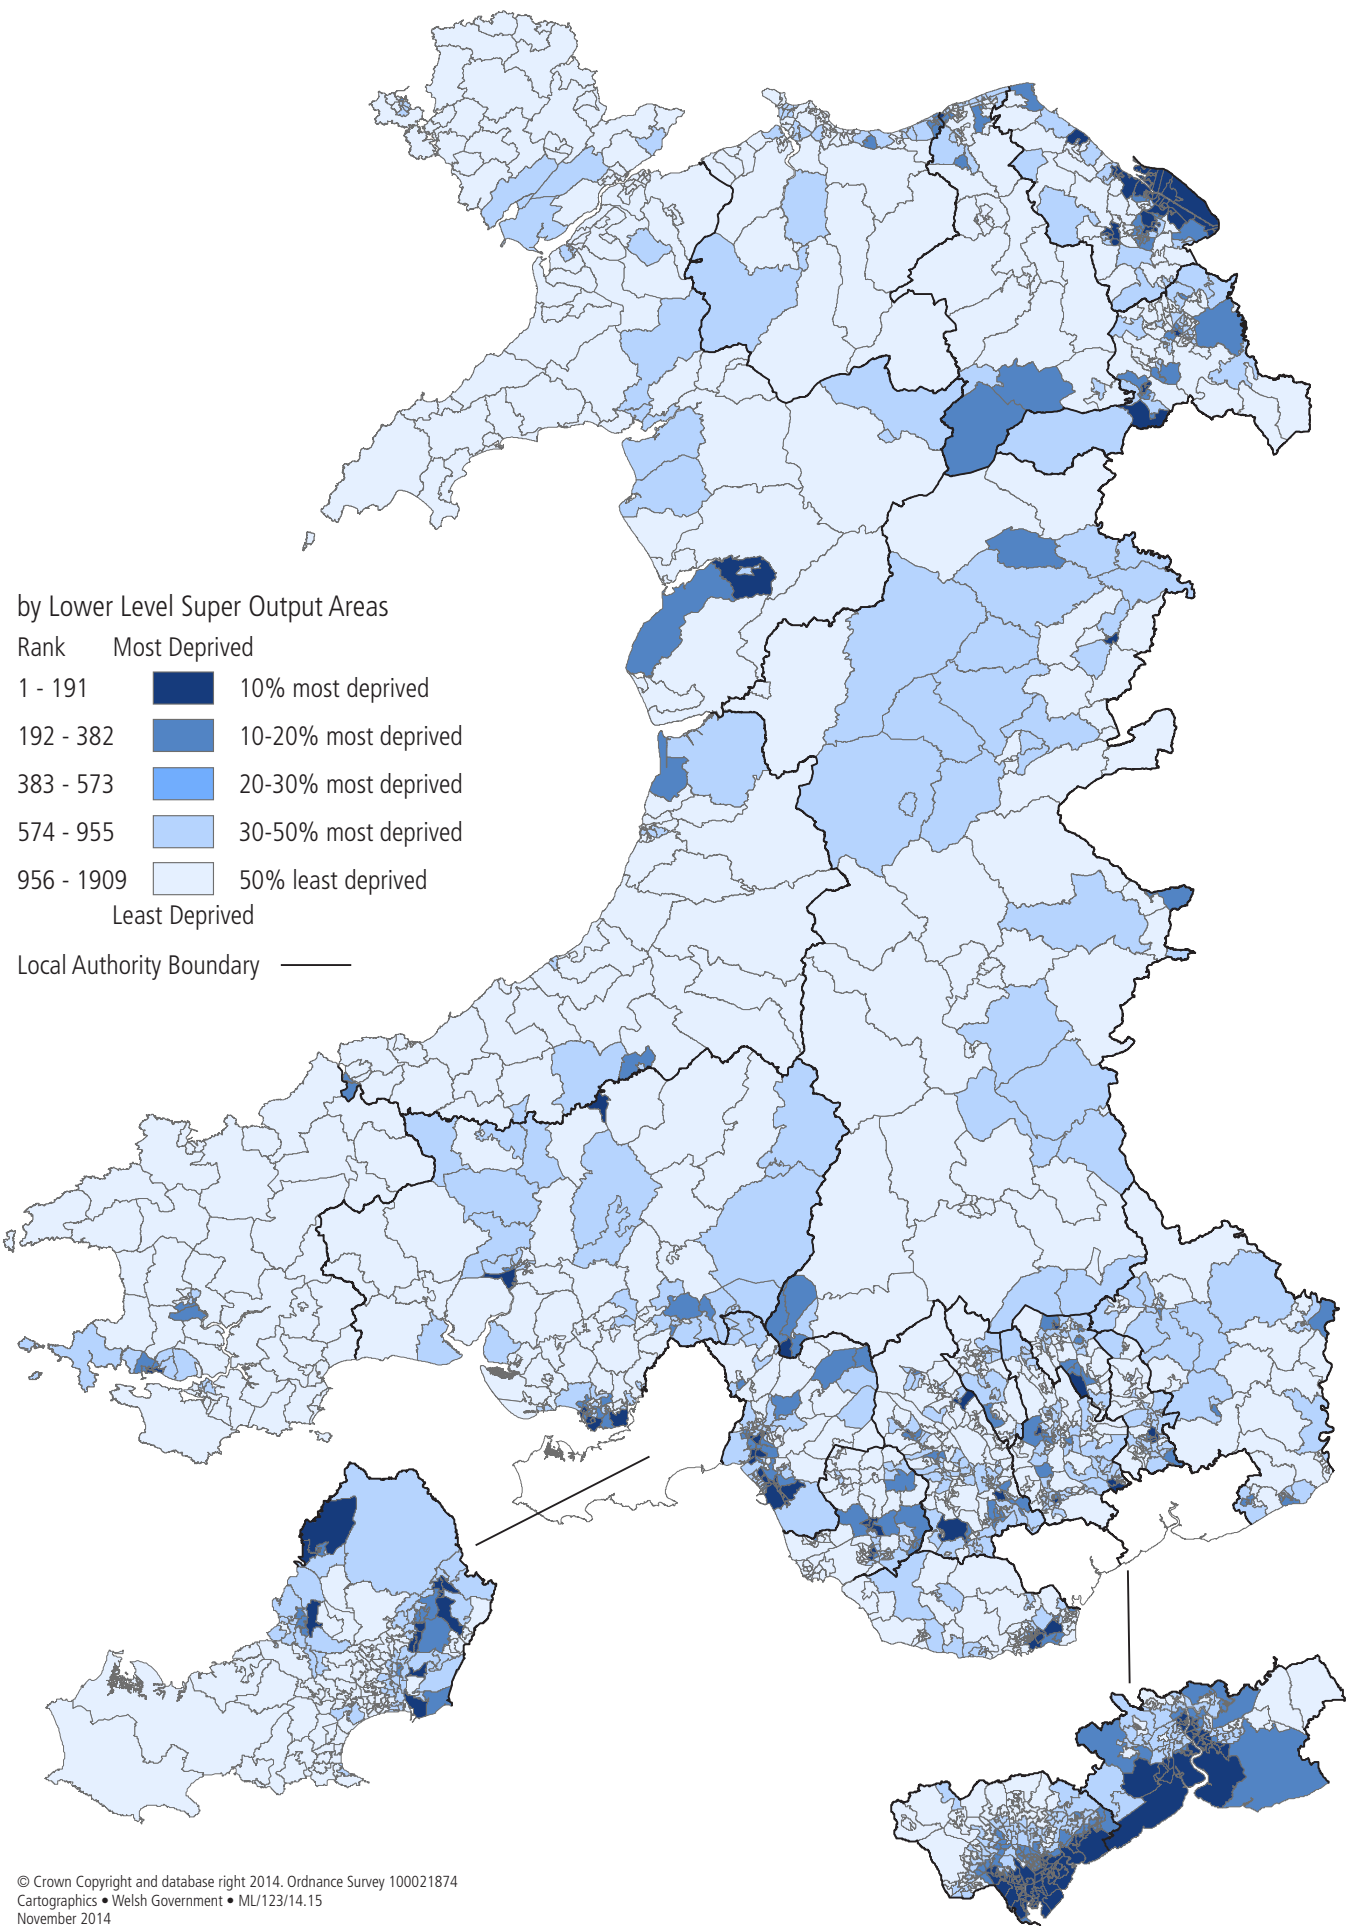 by Lower Level Super Output Areas
Rank Most Deprived
1 - 191 10% most deprived
192 - 382 10-20% most deprived
383 - 573 20-30% most deprived
574 - 955 30-50% most deprived
956 - 1909 50% least deprived
Least Deprived
Local Authority Boundary
© Crown Copyright and database right 2014. Ordnance Survey 100021874
Cartographics • Welsh Government • ML/123/14.15
November 2014